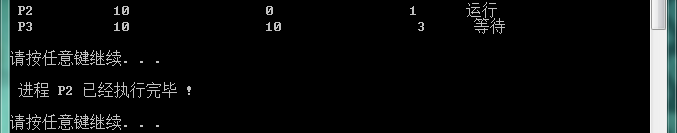 P2 10 0 1 运行
P3 10 10 3 等待
请按任意键继续. . .
进程 P2 已经执行完毕 !
请按任意键继续. . .